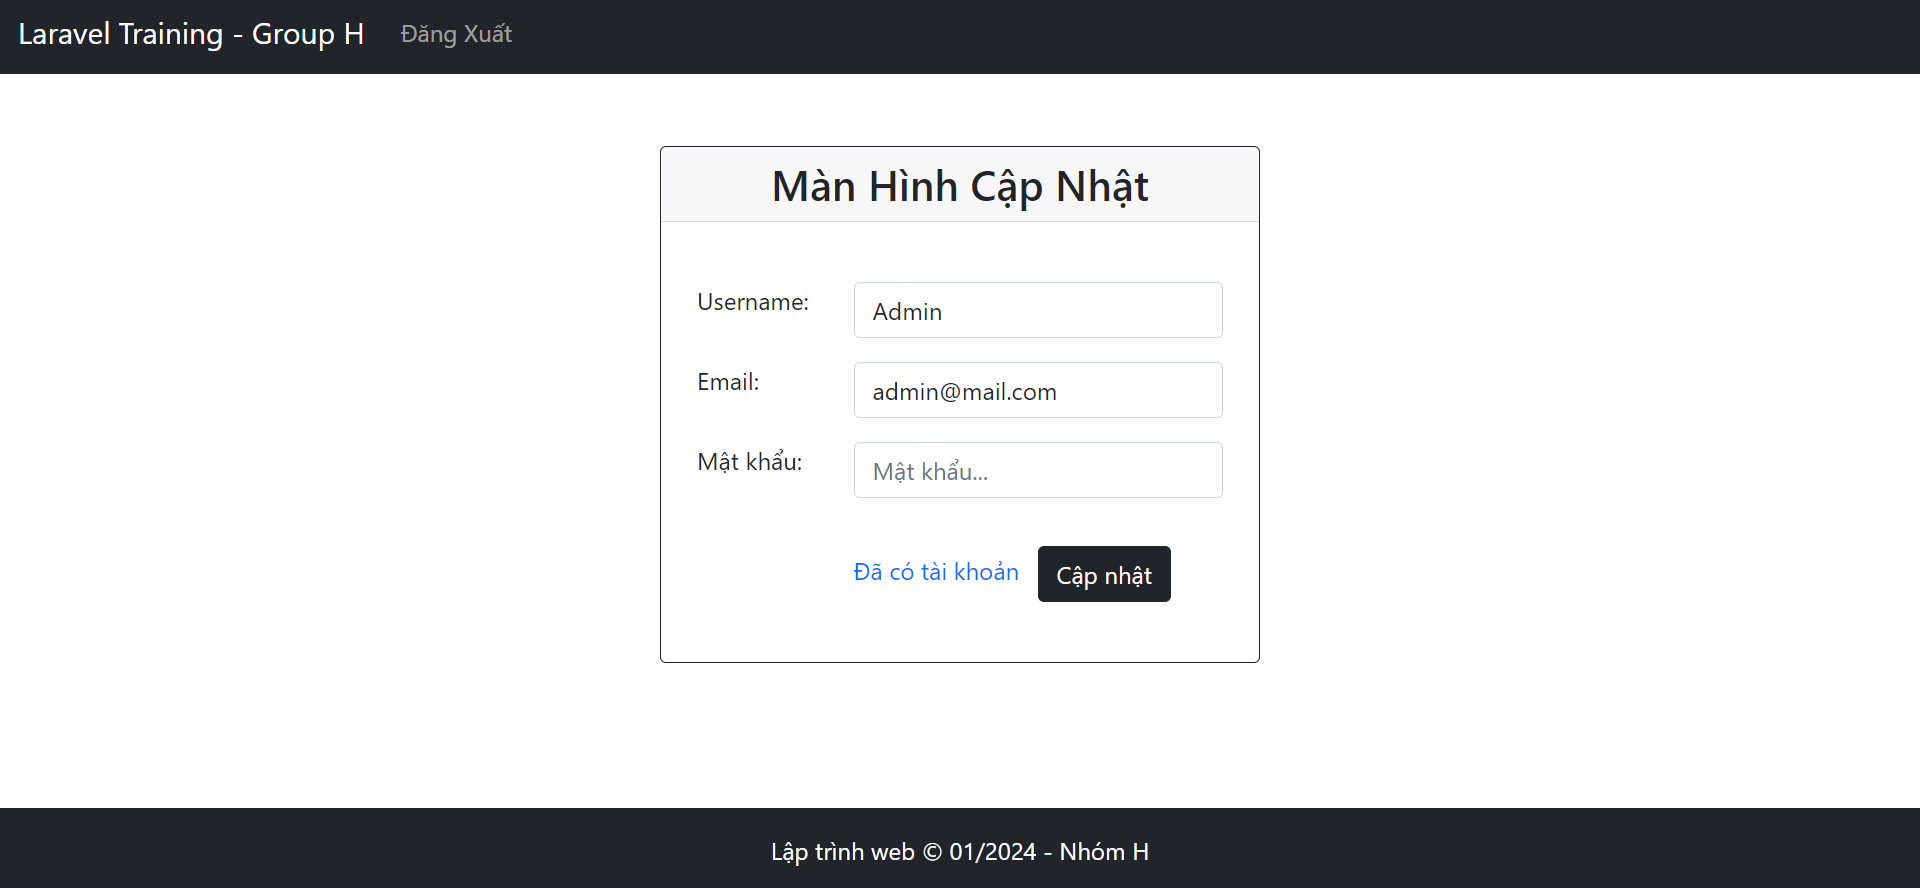 Laravel Training - Group H Đăng Xuất
Màn Hình Cập Nhật
Username: Admin
Email: admin@mail.com
Mật khẩu: Mật khẩu...
Đã có tài khoản Cập nhật
Lập trình web © 01/2024 - Nhóm H